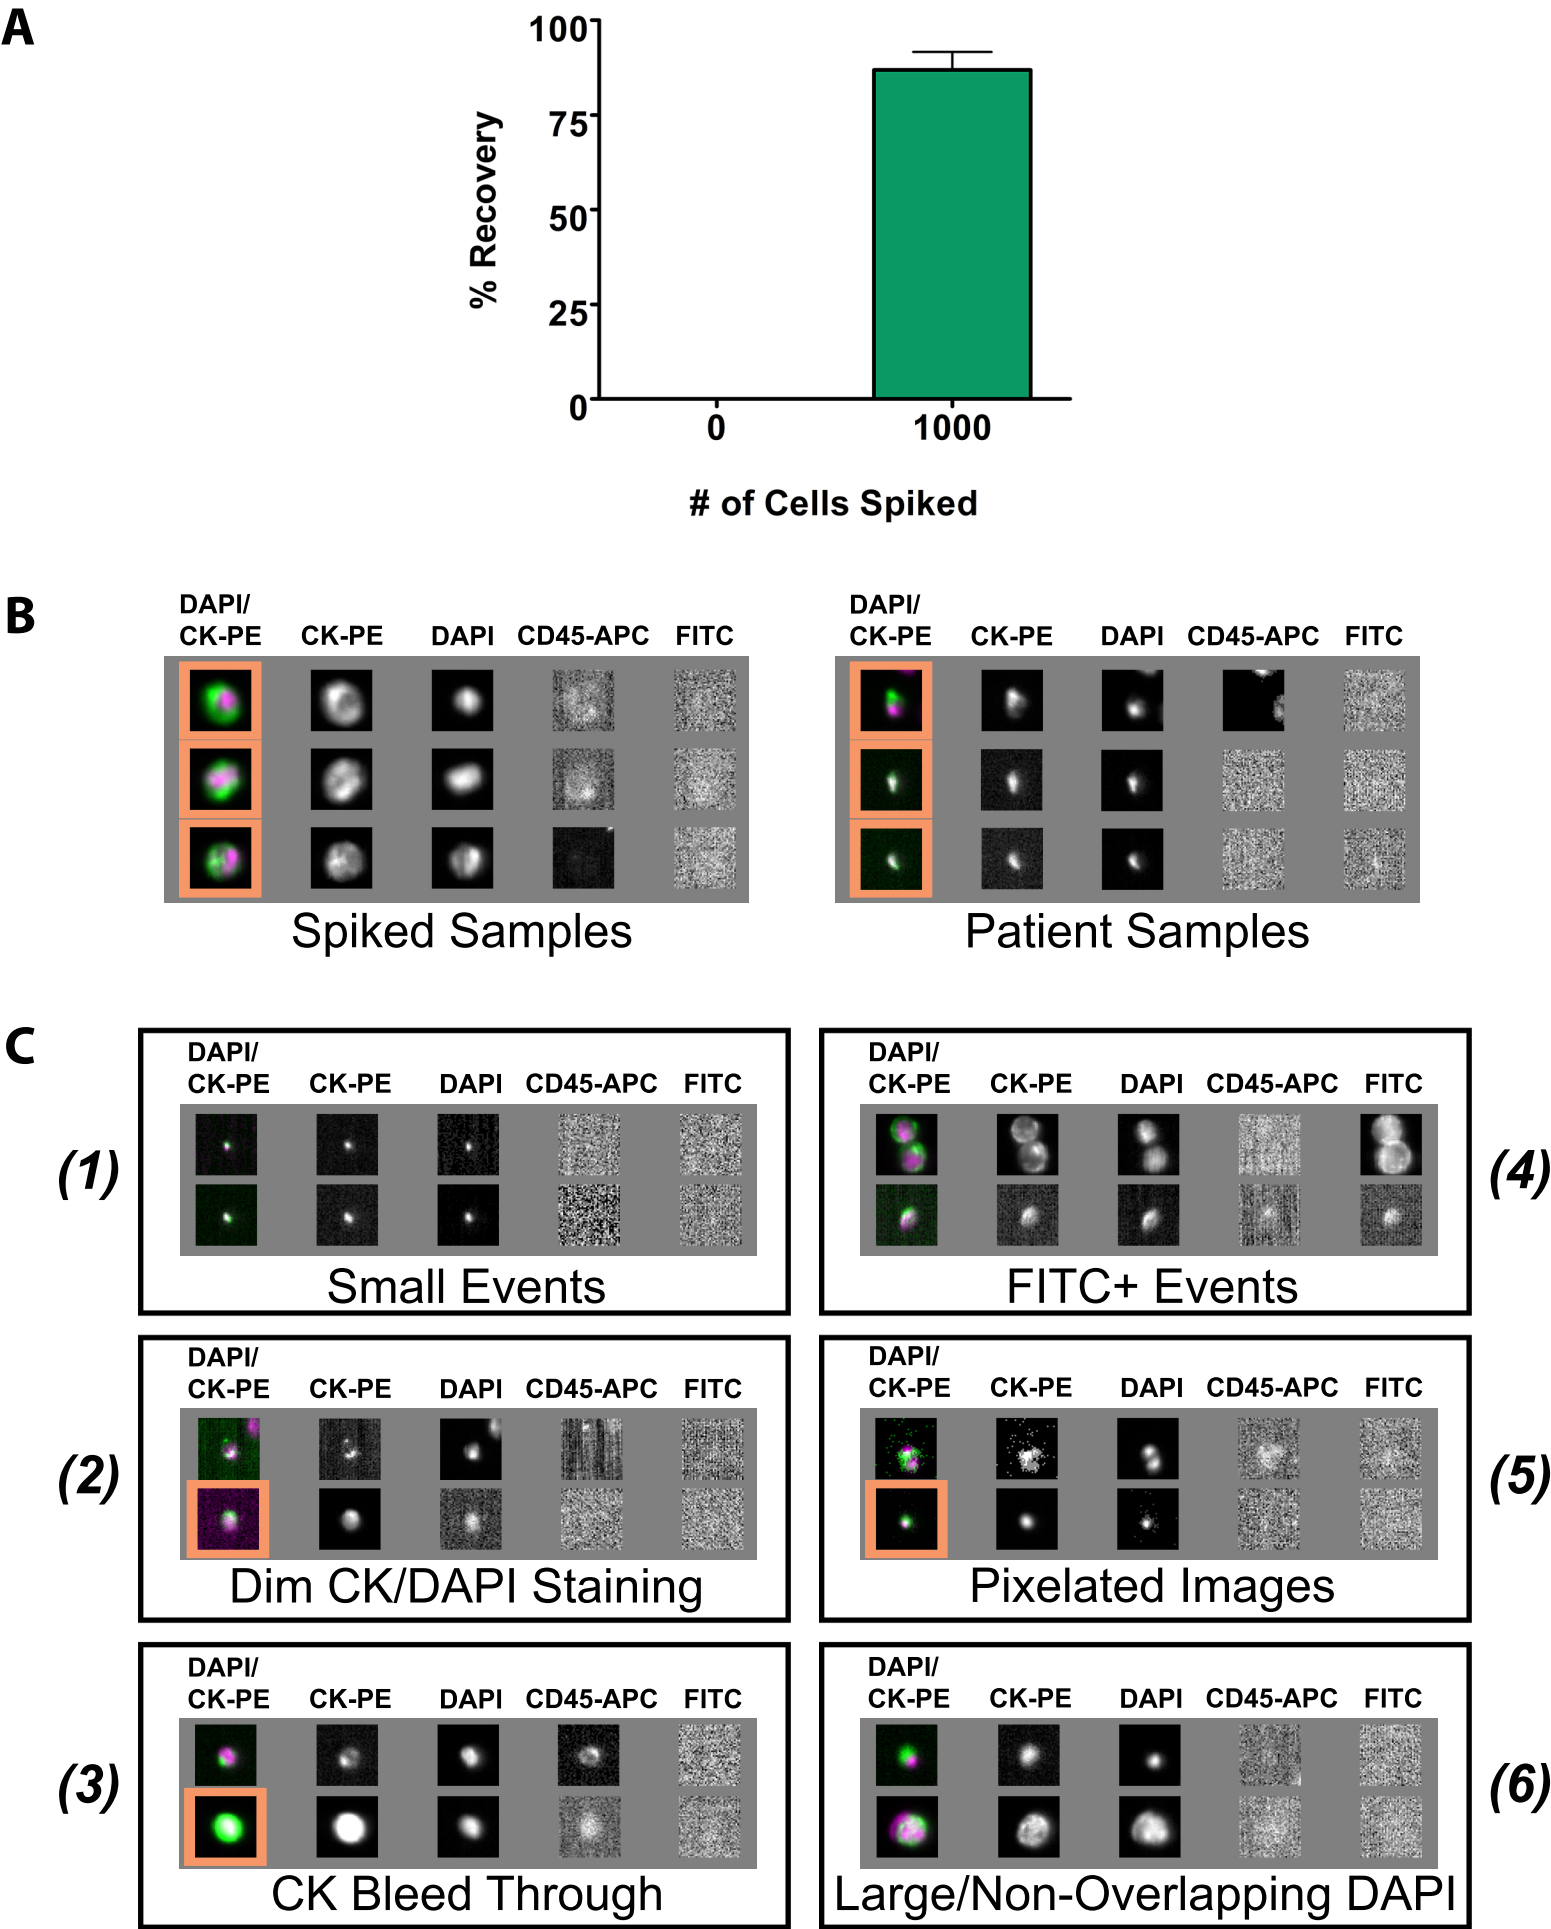 A
100
75
50
25
0
% Recovery
0 1000
# of Cells Spiked
B
DAPI/
CK-PE CK-PE DAPI CD45-APC FITC
Spiked Samples
DAPI/
CK-PE CK-PE DAPI CD45-APC FITC
Patient Samples
C
(1)
DAPI/
CK-PE CK-PE DAPI CD45-APC FITC
Small Events
(4)
DAPI/
CK-PE CK-PE DAPI CD45-APC FITC
FITC+ Events
(2)
DAPI/
CK-PE CK-PE DAPI CD45-APC FITC
Dim CK/DAPI Staining
(5)
DAPI/
CK-PE CK-PE DAPI CD45-APC FITC
Pixelated Images
(3)
DAPI/
CK-PE CK-PE DAPI CD45-APC FITC
CK Bleed Through
(6)
DAPI/
CK-PE CK-PE DAPI CD45-APC FITC
Large/Non-Overlapping DAPI